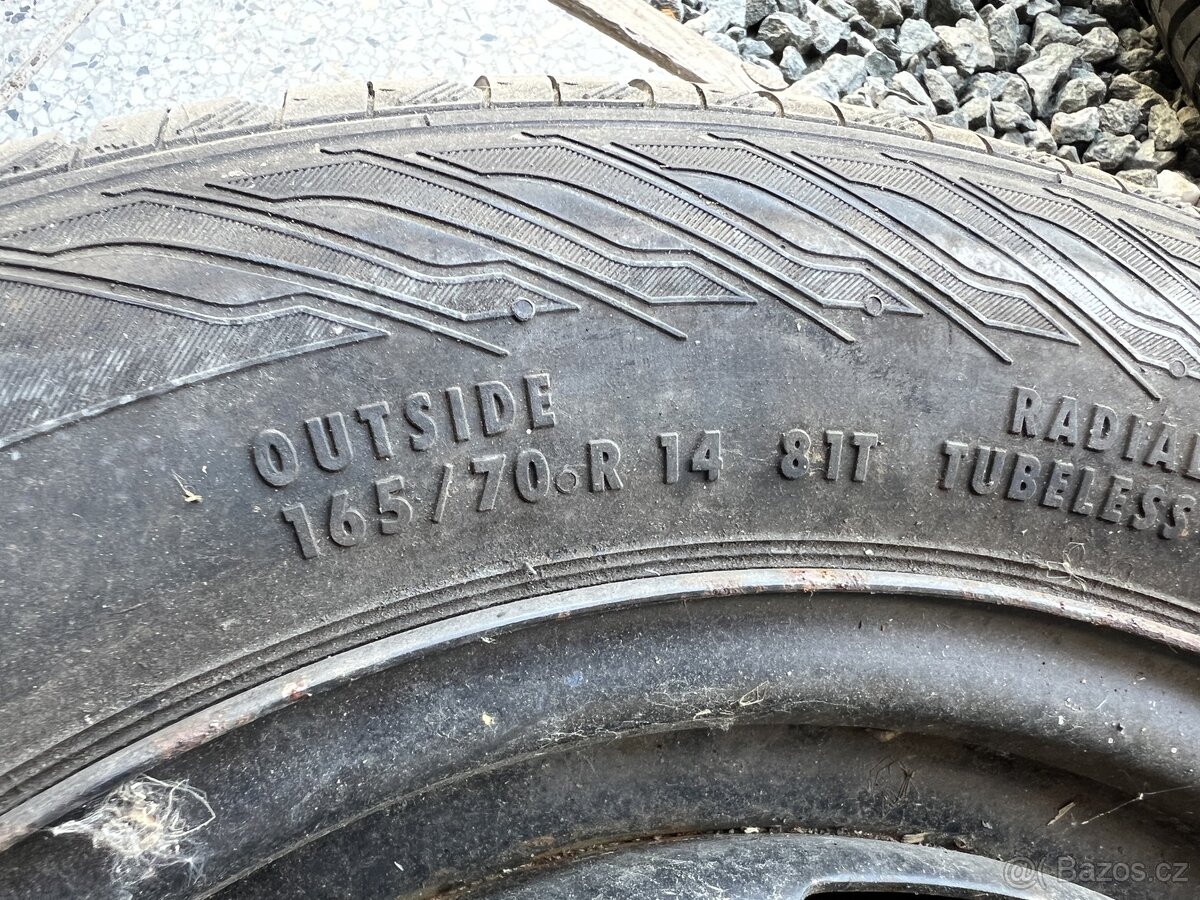 OUTSIDE
165/70 R 14 81T
RADIAL
TUBELESS
Bazos.cz